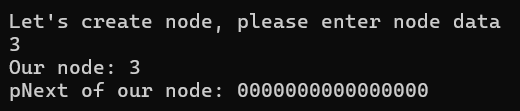 Let's create node, please enter node data
3
Our node: 3
pNext of our node: 0000000000000000